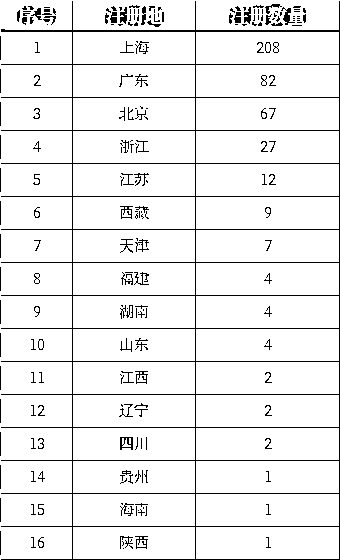 序号 注册地 注册数量
1 上海 208
2 广东 82
3 北京 67
4 浙江 27
5 江苏 12
6 西藏 9
7 天津 7
8 福建 4
9 湖南 4
10 山东 4
11 江西 2
12 辽宁 2
13 四川 2
14 贵州 1
15 海南 1
16 陕西 1